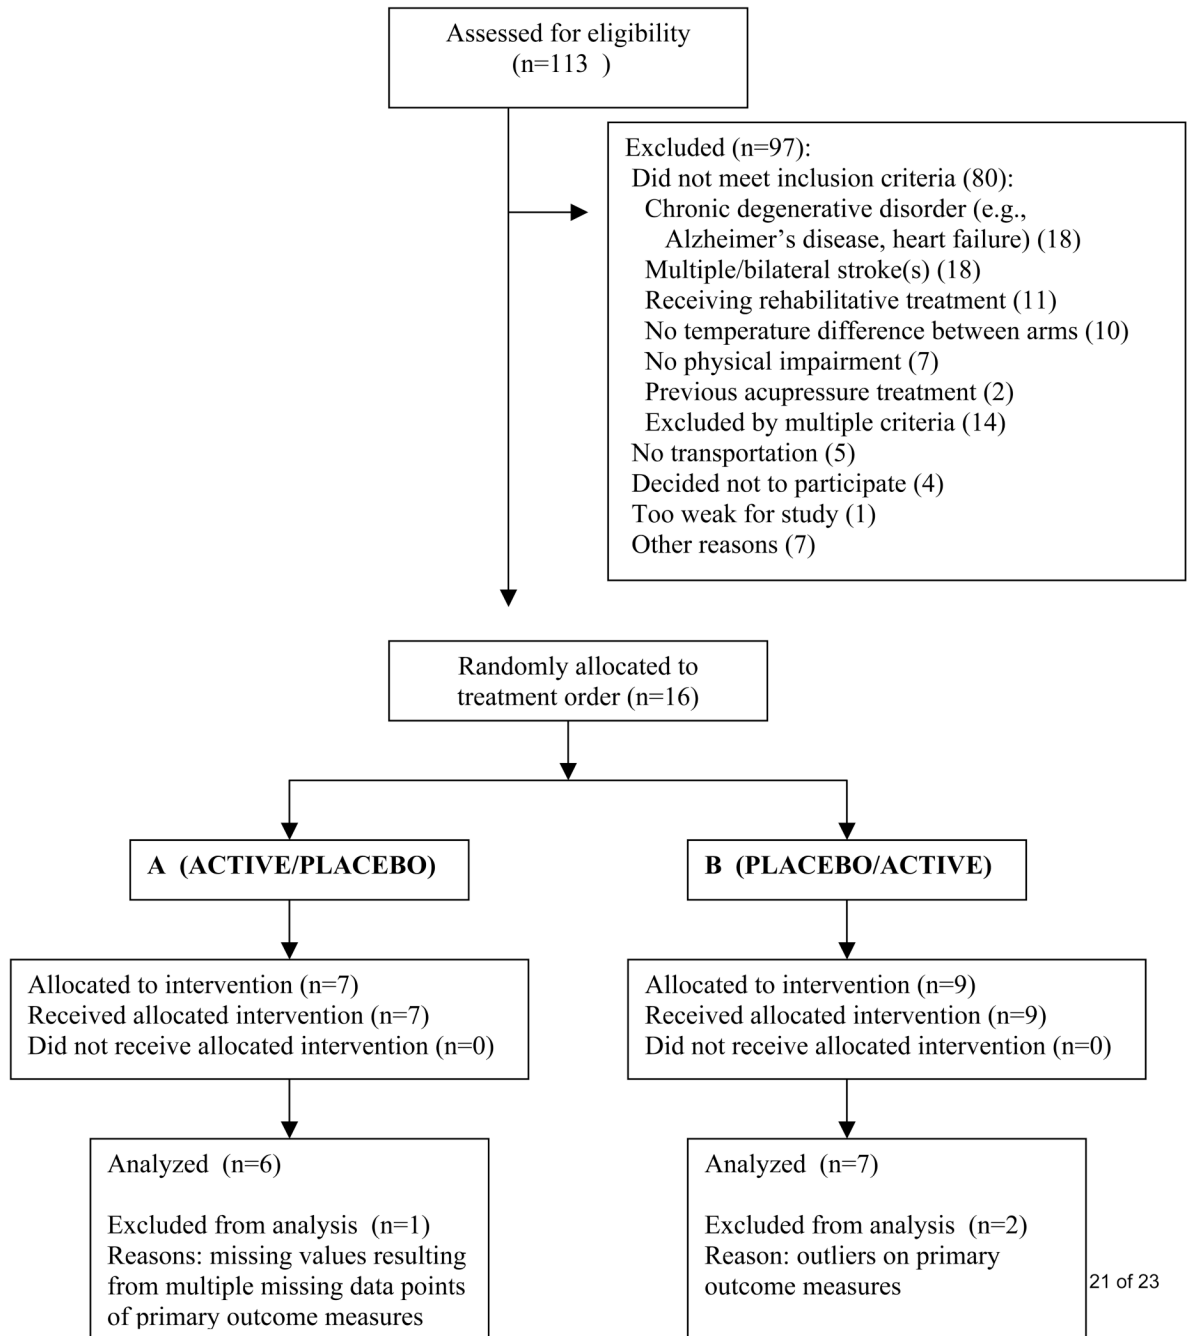 Assessed for eligibility
(n=113 )
Excluded (n=97):
Did not meet inclusion criteria (80):
Chronic degenerative disorder (e.g.,
Alzheimer’s disease, heart failure) (18)
Multiple/bilateral stroke(s) (18)
Receiving rehabilitative treatment (11)
No temperature difference between arms (10)
No physical impairment (7)
Previous acupressure treatment (2)
Excluded by multiple criteria (14)
No transportation (5)
Decided not to participate (4)
Too weak for study (1)
Other reasons (7)
Randomly allocated to
treatment order (n=16)
A (ACTIVE/PLACEBO)
B (PLACEBO/ACTIVE)
Allocated to intervention (n=7)
Received allocated intervention (n=7)
Did not receive allocated intervention (n=0)
Allocated to intervention (n=9)
Received allocated intervention (n=9)
Did not receive allocated intervention (n=0)
Analyzed (n=6)
Excluded from analysis (n=1)
Reasons: missing values resulting
from multiple missing data points
of primary outcome measures
Analyzed (n=7)
Excluded from analysis (n=2)
Reason: outliers on primary
outcome measures
21 of 23